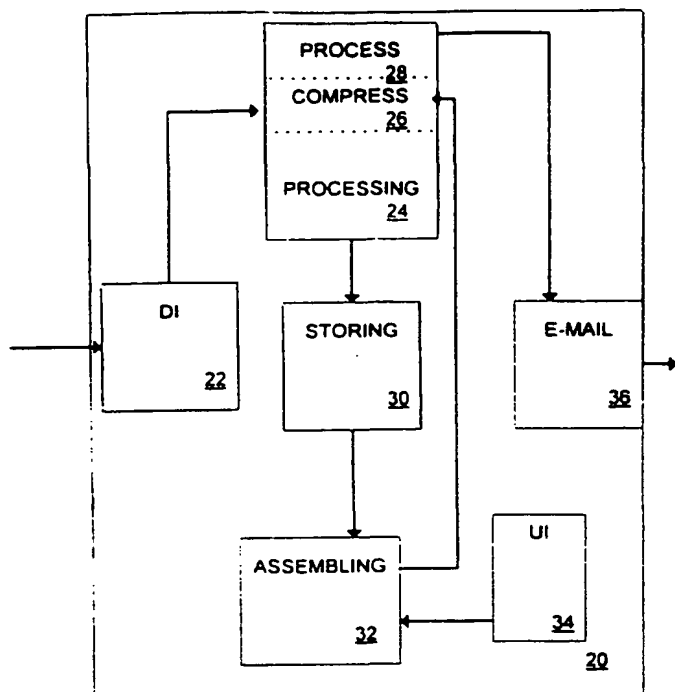 PROCESS
28
COMPRESS
26
PROCESSING
24
DI
22
STORING
30
E-MAIL
36
ASSEMBLING
32
UI
34
20